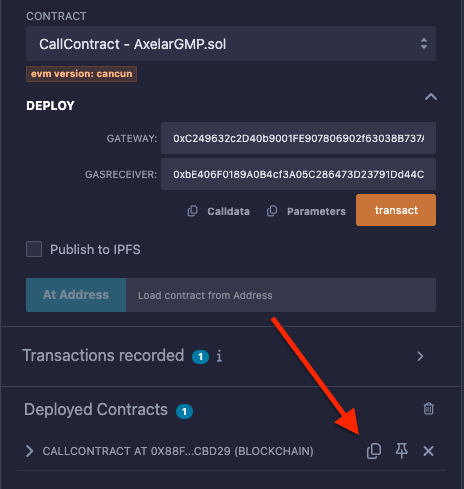 CONTRACT
CallContract - AxelarGMP.sol
evm version: cancun
DEPLOY
GATEWAY: 0xC249632c2D40b9001FE907806902f63038B737
GASRECEIVER: 0xbE406F0189A0B4cf3A05C286473D23791Dd44C
Calldata Parameters transact
Publish to IPFS
At Address Load contract from Address
Transactions recorded 1 i
Deployed Contracts 1
CALLCONTRACT AT 0X88F...CBD29 (BLOCKCHAIN)